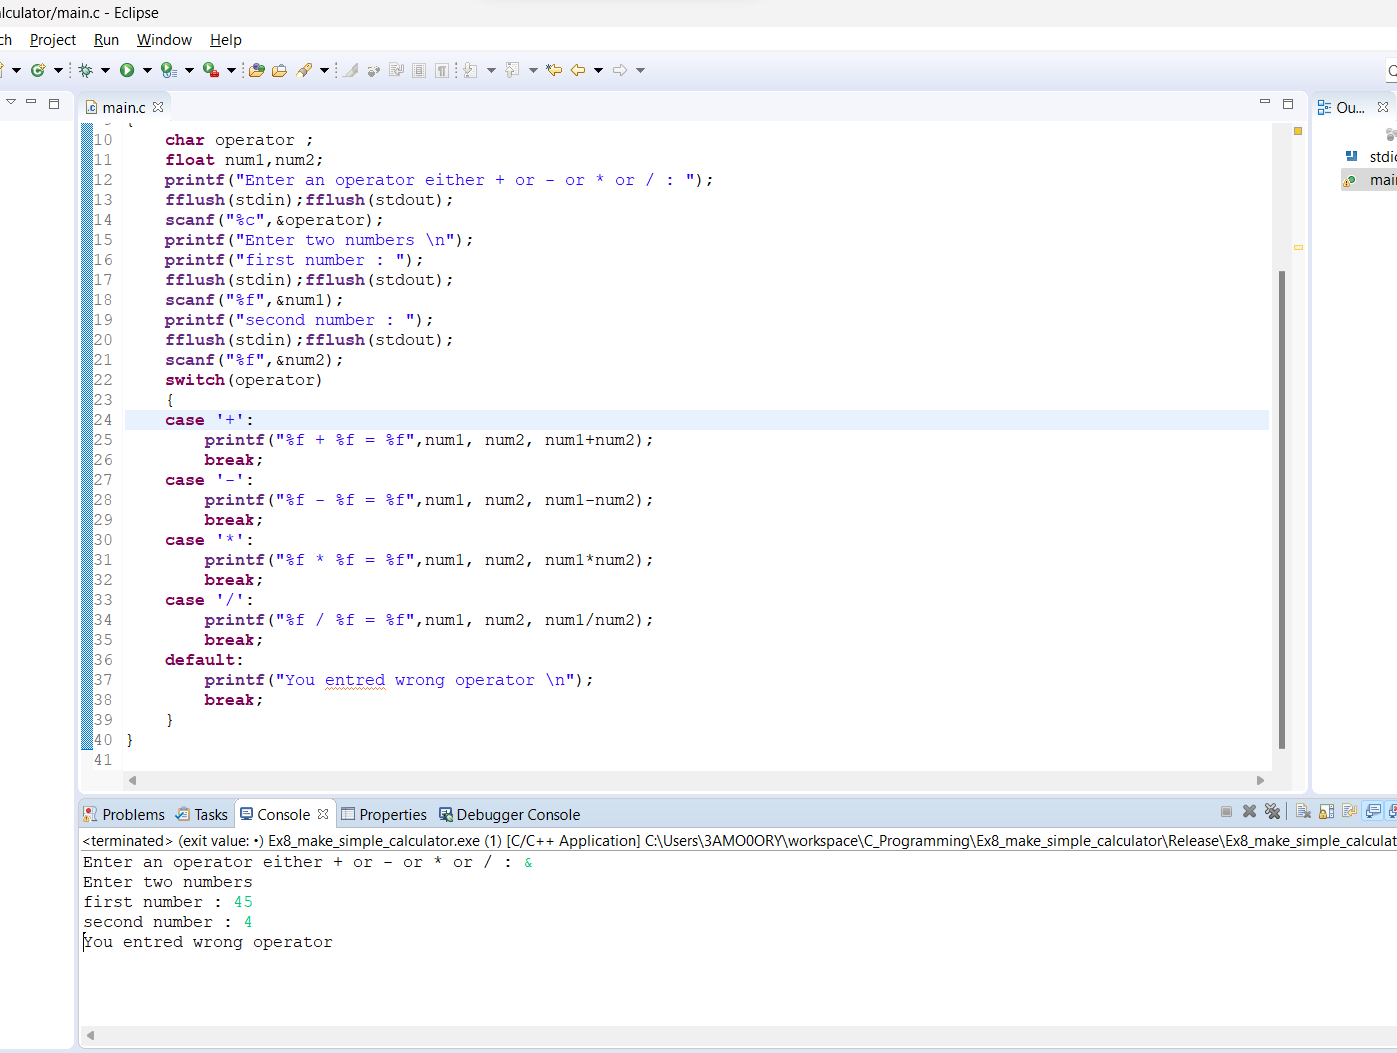 lculator/main.c - Eclipse
ch Project Run Window Help
main.c
Ou...
10 char operator ;
11 float num1,num2;
12 printf("Enter an operator either + or - or * or / : ");
13 fflush(stdin);fflush(stdout);
14 scanf("%c",&operator);
15 printf("Enter two numbers \n");
16 printf("first number : ");
17 fflush(stdin);fflush(stdout);
18 scanf("%f",&num1);
19 printf("second number : ");
20 fflush(stdin);fflush(stdout);
21 scanf("%f",&num2);
22 switch(operator)
23 {
24 case '+':
25 printf("%f + %f = %f",num1, num2, num1+num2);
26 break;
27 case '-':
28 printf("%f - %f = %f",num1, num2, num1-num2);
29 break;
30 case '*':
31 printf("%f * %f = %f",num1, num2, num1*num2);
32 break;
33 case '/':
34 printf("%f / %f = %f",num1, num2, num1/num2);
35 break;
36 default:
37 printf("You entred wrong operator \n");
38 break;
39 }
40 }
41
stdi
mai
Problems Tasks Console Properties Debugger Console
<terminated> (exit value: •) Ex8_make_simple_calculator.exe (1) [C/C++ Application] C:\Users\3AMO0ORY\workspace\C_Programming\Ex8_make_simple_calculator\Release\Ex8_make_simple_calculat
Enter an operator either + or - or * or / : &
Enter two numbers
first number : 45
second number : 4
You entred wrong operator